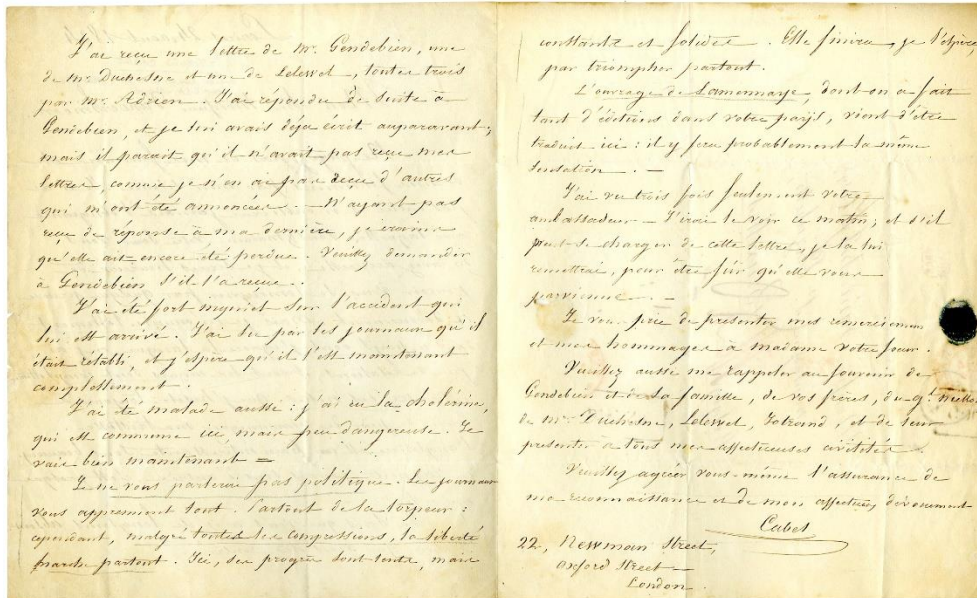 J'ai reçu une lettre de Mr. Gendebien, une
de Mr Duchesne et une de Lelewel, toutes trois
par Mr. Adrien. J'ai répondu de suite à
Gendebien, et je lui avais déjà écrit auparavant;
mais il parait qu'il n'avait pas reçu mes
lettres, comme je n'en ai pas reçu d'autres
qui m'ont été annoncées. — N'ayant pas
reçu de réponse à ma dernière, je crains
qu'elle ait encore été perdue. Veuillez demander
à Gendebien s'il l'a reçue.
J'ai été fort inquiet sur l'accident qui
lui est arrivé. J'ai lu par les journaux qu'il
était rétabli, et j'espère qu'il l'est maintenant
complettement.
J'ai été malade aussi : j'ai eu la cholérine,
qui est commune ici, mais peu dangereuse. Je
vais bien maintenant =
Je ne vous parlerai pas politique. Les journaux
vous apprennent tout. Partout de la torpeur :
cependant, malgré toutes les compressions, la liberté
marche partout. Ici, ses progrès sont lents, mais
constants et solides. Elle finira, je l'espère,
par triompher partout.
L'ouvrage de Lamennaye, dont on a fait
tant d'éditions dans votre pays, vient d'être
traduit ici : il y fera probablement la même
sensation. —
J'ai vu trois fois seulement votre
ambassadeur — J'irai le voir ce matin; et s'il
peut se charger de cette lettre, je la lui
remettrai, pour être sûr qu'elle vous
parvienne. —
Je vous prie de présenter mes remerciemens
et mes hommages à madame votre sœur.
Veuillez aussi me rappeler au souvenir de
Gendebien et de sa famille, de vos frères, du gl.
de Mr. Duchesne, Lelewel, Jotrand, et de leur
présenter à tous mes affectueuses civilités.
Veuillez agréer vous-même l'assurance de
ma reconnaissance et de mon affectueux dévouement
Cabet
22, Newman Street,
Oxford Street —
London.